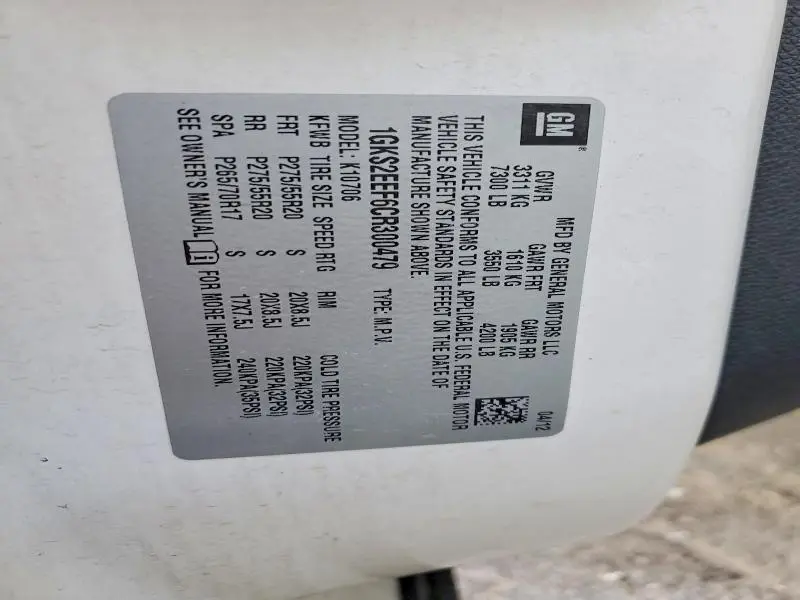 GM
MFD BY GENERAL MOTORS LLC 04/12
GVWR GAWR FRT GAWR RR
3311 KG 1610 KG 1905 KG
7300 LB 3550 LB 4200 LB
THIS VEHICLE CONFORMS TO ALL APPLICABLE U.S. FEDERAL MOTOR
VEHICLE SAFETY STANDARDS IN EFFECT ON THE DATE OF
MANUFACTURE SHOWN ABOVE.
1GKS2EEF6CR300479 TYPE: M.P.V.
MODEL: K10706
KFWB TIRE SIZE SPEED RTG RIM COLD TIRE PRESSURE
FRT P275/55R20 S 20X8.5J 220KPA(32PSI)
RR P275/55R20 S 20X8.5J 220KPA(32PSI)
SPA P265/70R17 S 17X7.5J 240KPA(35PSI)
SEE OWNER'S MANUAL i FOR MORE INFORMATION.